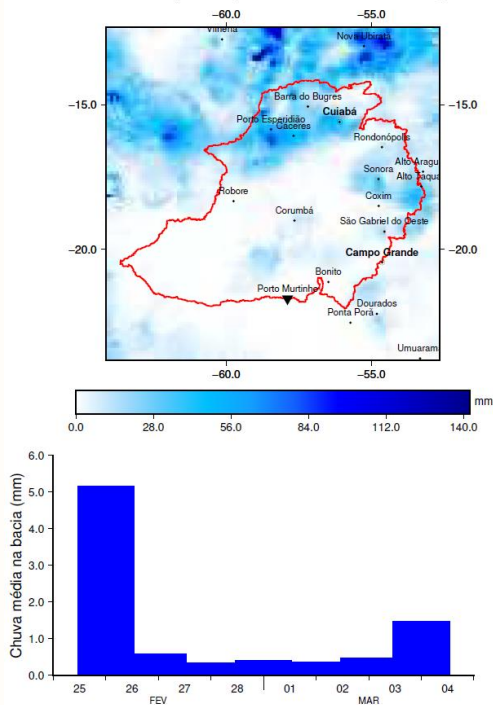 −60.0 −55.0
Vilhena
Nova Ubiratã
−15.0 −15.0
Barra do Bugres
Cuiabá
Porto Esperidião
Cáceres
Rondonópolis
Alto Aragu
Sonora
Alto Taqua
Robore
Coxim
Corumbá
São Gabriel do Oeste
−20.0 −20.0
Campo Grande
Bonito
Porto Murtinho
Dourados
Ponta Porã
Umuarama
−60.0 −55.0
mm
0.0 28.0 56.0 84.0 112.0 140.0
Chuva média na bacia (mm)
6.0
5.0
4.0
3.0
2.0
1.0
0.0
25 26 27 28 01 02 03 04
FEV MAR